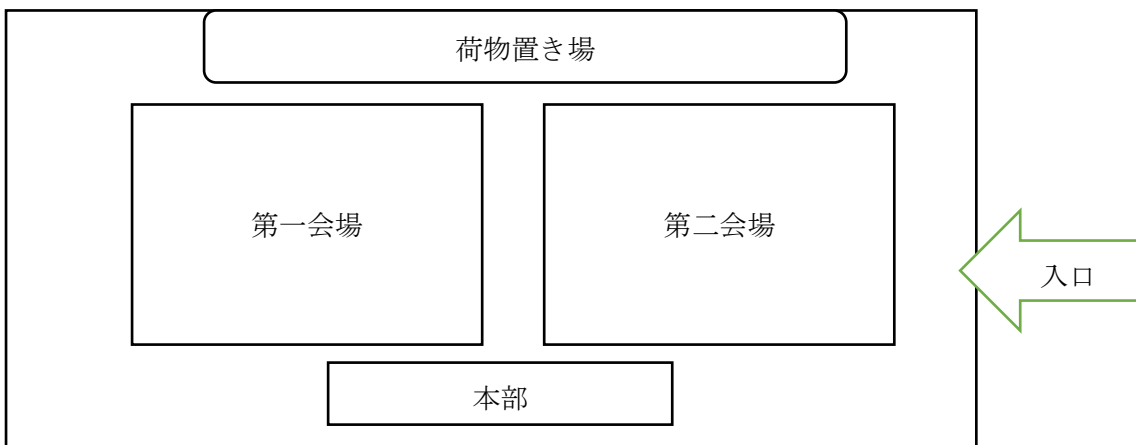 荷物置き場
第一会場
第二会場
入口
本部